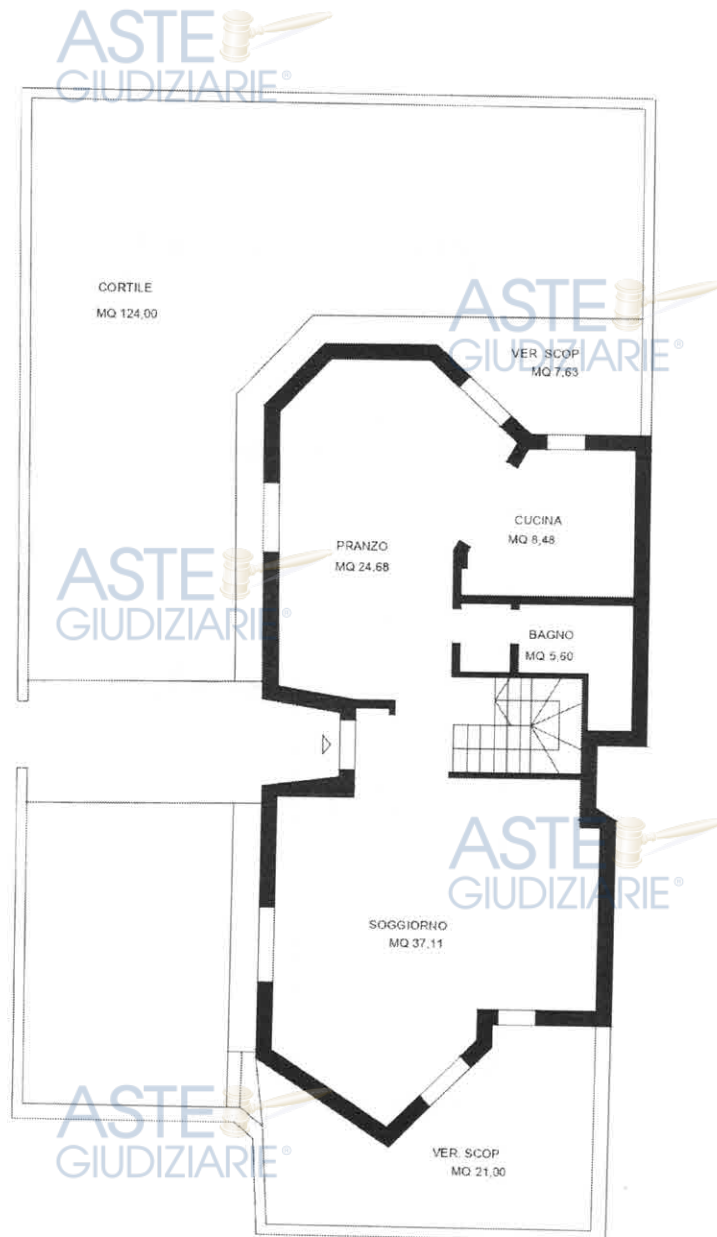 ASTE
GIUDIZIARIE®
CORTILE
MQ 124,00
ASTE
GIUDIZIARIE®
VER. SCOP
MQ 7,63
CUCINA
MQ 8,48
PRANZO
MQ 24,68
ASTE
GIUDIZIARIE®
BAGNO
MQ 5,60
ASTE
GIUDIZIARIE®
SOGGIORNO
MQ 37,11
ASTE
GIUDIZIARIE®
VER. SCOP
MQ 21,00